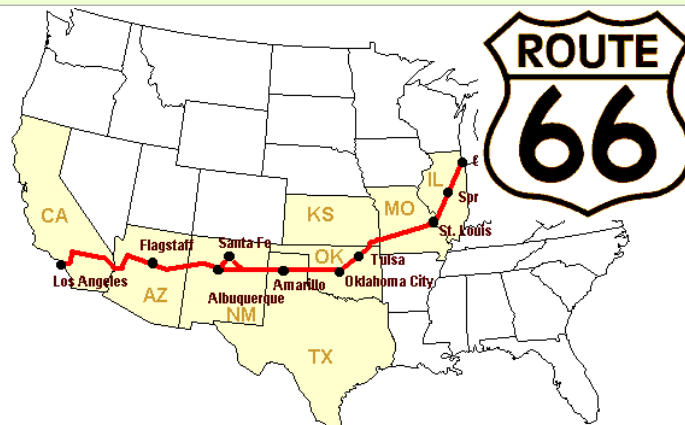 ROUTE
66
IL
Spr
MO
KS
CA
St. Louis
Flagstaff
Santa Fe
OK
Tulsa
Los Angeles
Amarillo
Oklahoma City
AZ
Albuquerque
NM
TX